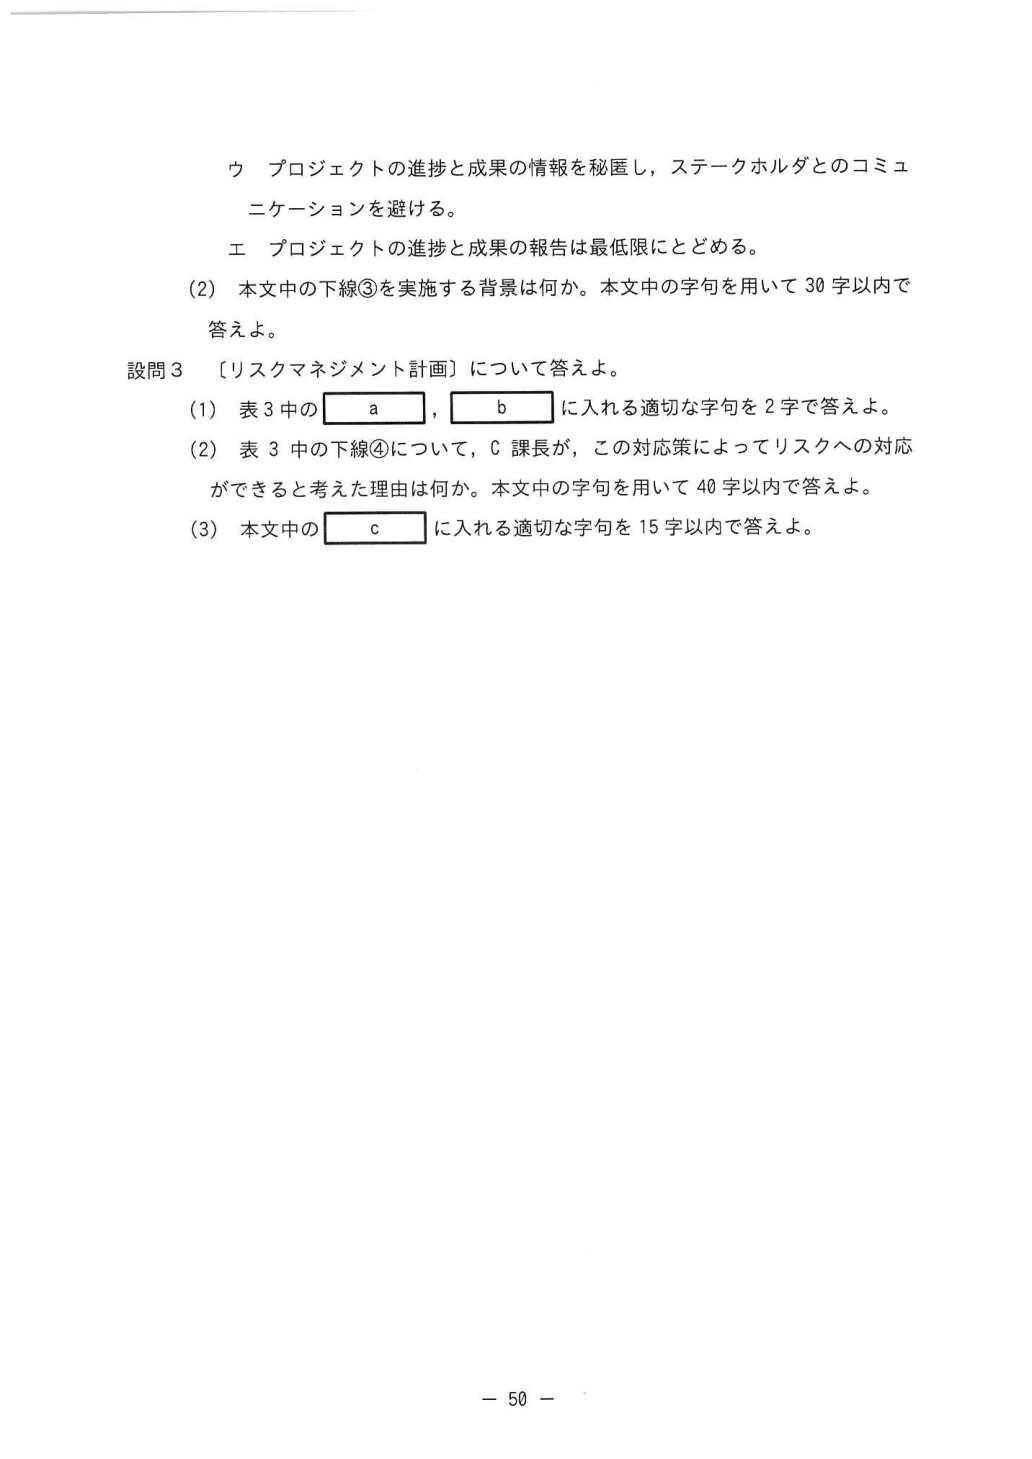 ウ　プロジェクトの進捗と成果の情報を秘匿し，ステークホルダとのコミュ
ニケーションを避ける。
エ　プロジェクトの進捗と成果の報告は最低限にとどめる。
(2)　本文中の下線③を実施する背景は何か。本文中の字句を用いて 30 字以内で
答えよ。
設問３　〔リスクマネジメント計画〕について答えよ。
(1)　表３中の a ， b に入れる適切な字句を２字で答えよ。
(2)　表 3 中の下線④について，C 課長が，この対応策によってリスクへの対応
ができると考えた理由は何か。本文中の字句を用いて 40 字以内で答えよ。
(3)　本文中の c に入れる適切な字句を 15 字以内で答えよ。
－ 50 －